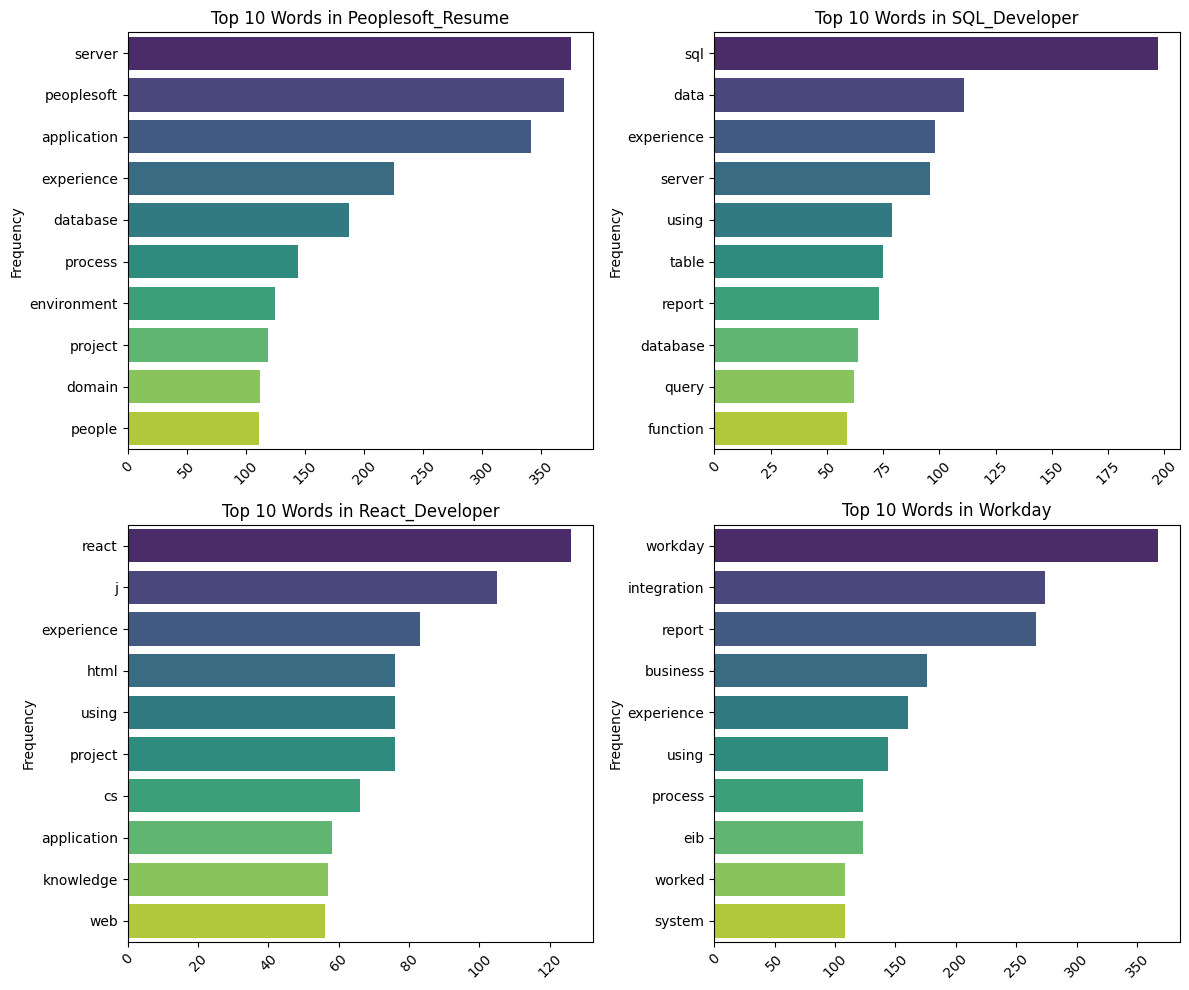 Top 10 Words in Peoplesoft_Resume
Frequency
server
peoplesoft
application
experience
database
process
environment
project
domain
people
0 50 100 150 200 250 300 350
Top 10 Words in SQL_Developer
Frequency
sql
data
experience
server
using
table
report
database
query
function
0 25 50 75 100 125 150 175 200
Top 10 Words in React_Developer
Frequency
react
j
experience
html
using
project
cs
application
knowledge
web
0 20 40 60 80 100 120
Top 10 Words in Workday
Frequency
workday
integration
report
business
experience
using
process
eib
worked
system
0 50 100 150 200 250 300 350